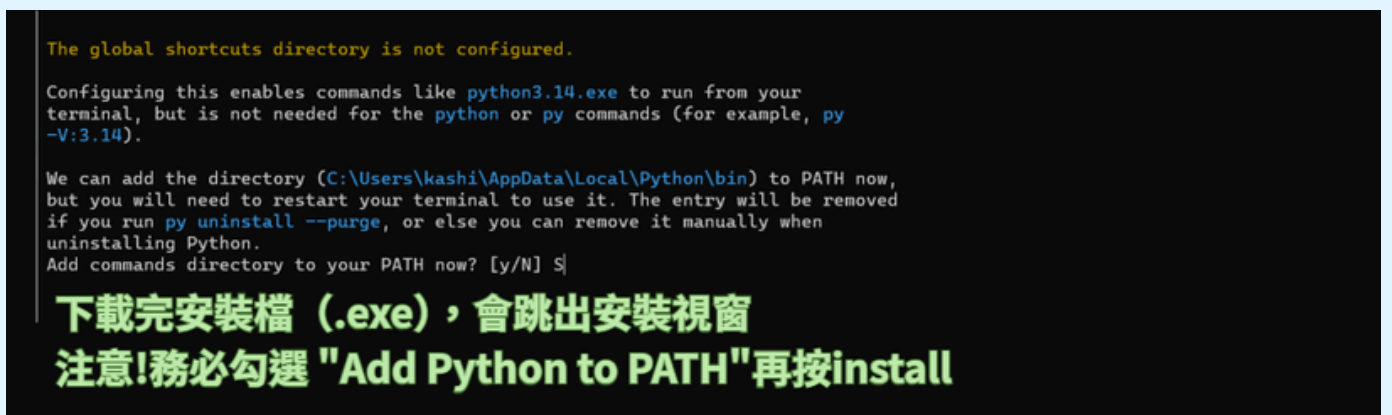 The global shortcuts directory is not configured.
Configuring this enables commands like python3.14.exe to run from your
terminal, but is not needed for the python or py commands (for example, py
-V:3.14).
We can add the directory (C:\Users\kashi\AppData\Local\Python\bin) to PATH now,
but you will need to restart your terminal to use it. The entry will be removed
if you run py uninstall --purge, or else you can remove it manually when
uninstalling Python.
Add commands directory to your PATH now? [y/N] S
下載完安裝檔（.exe），會跳出安裝視窗
注意!務必勾選 "Add Python to PATH"再按install